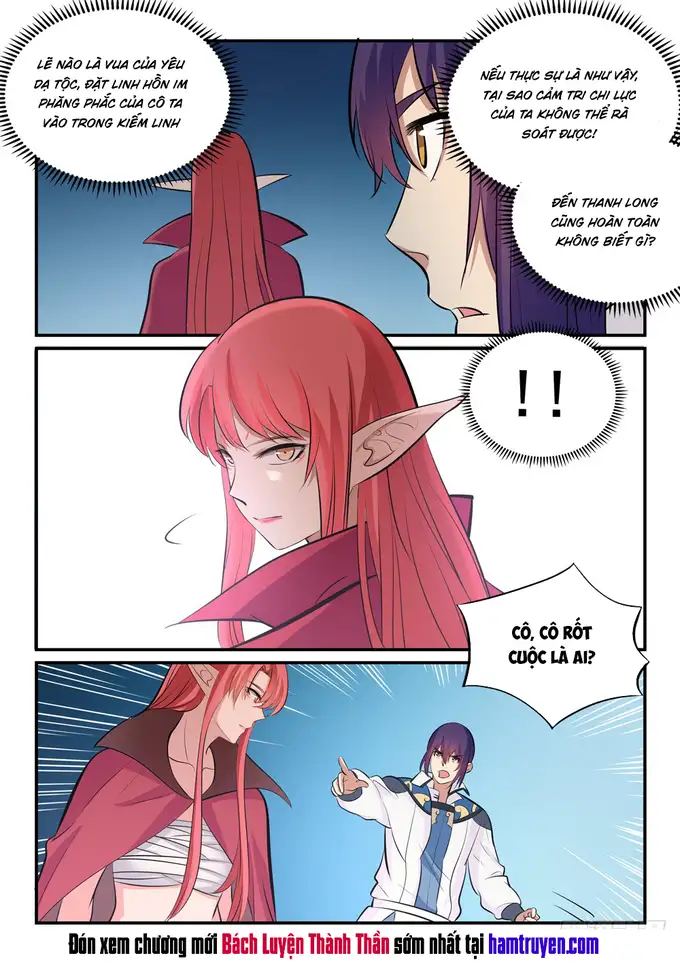 LẼ NÀO LÀ VUA CỦA YÊU
DẠ TỘC, ĐẶT LINH HỒN IM
PHĂNG PHẮC CỦA CÔ TA
VÀO TRONG KIẾM LINH
NẾU THỰC SỰ LÀ NHƯ VẬY,
TẠI SAO CẢM TRI CHI LỰC
CỦA TA KHÔNG THỂ RÀ
SOÁT ĐƯỢC!
ĐẾN THANH LONG
CŨNG HOÀN TOÀN
KHÔNG BIẾT GÌ?
!!
CÔ, CÔ RỐT
CUỘC LÀ AI?
Đón xem chương mới Bách Luyện Thành Thần sớm nhất tại hamtruyen.com